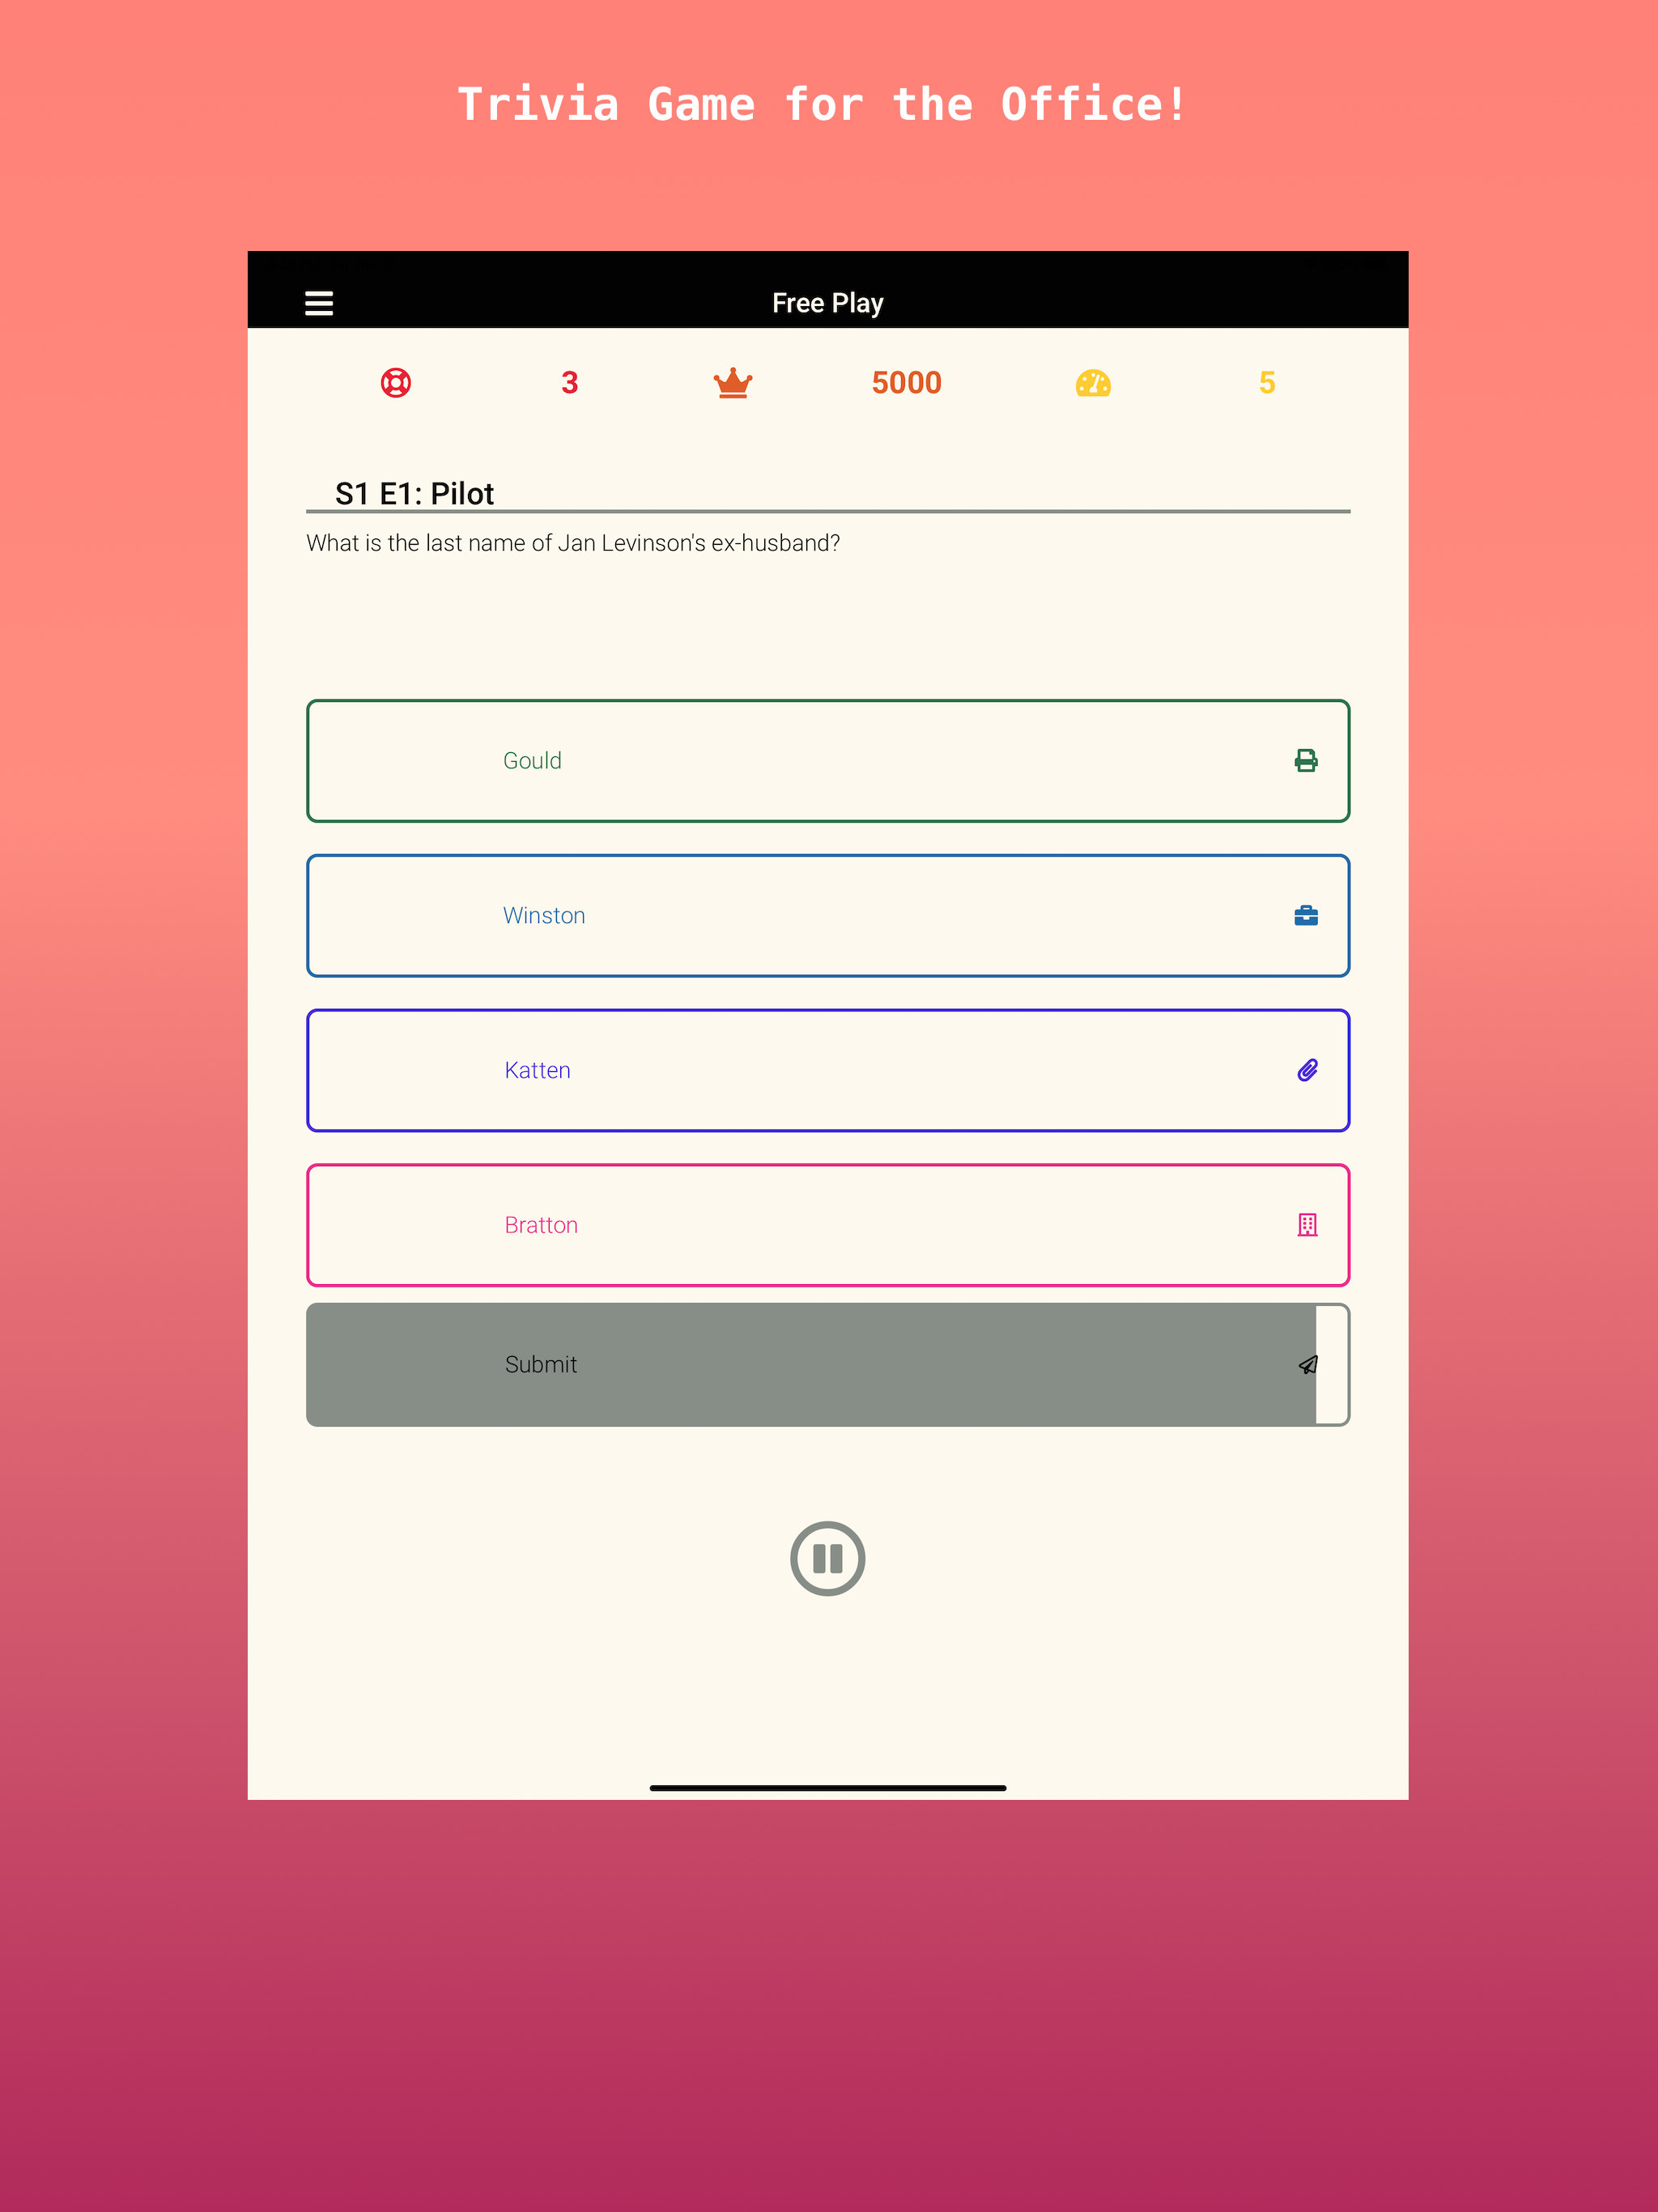 Trivia Game for the Office!
Free Play
3 5000 5
S1 E1: Pilot
What is the last name of Jan Levinson's ex-husband?
Gould
Winston
Katten
Bratton
Submit